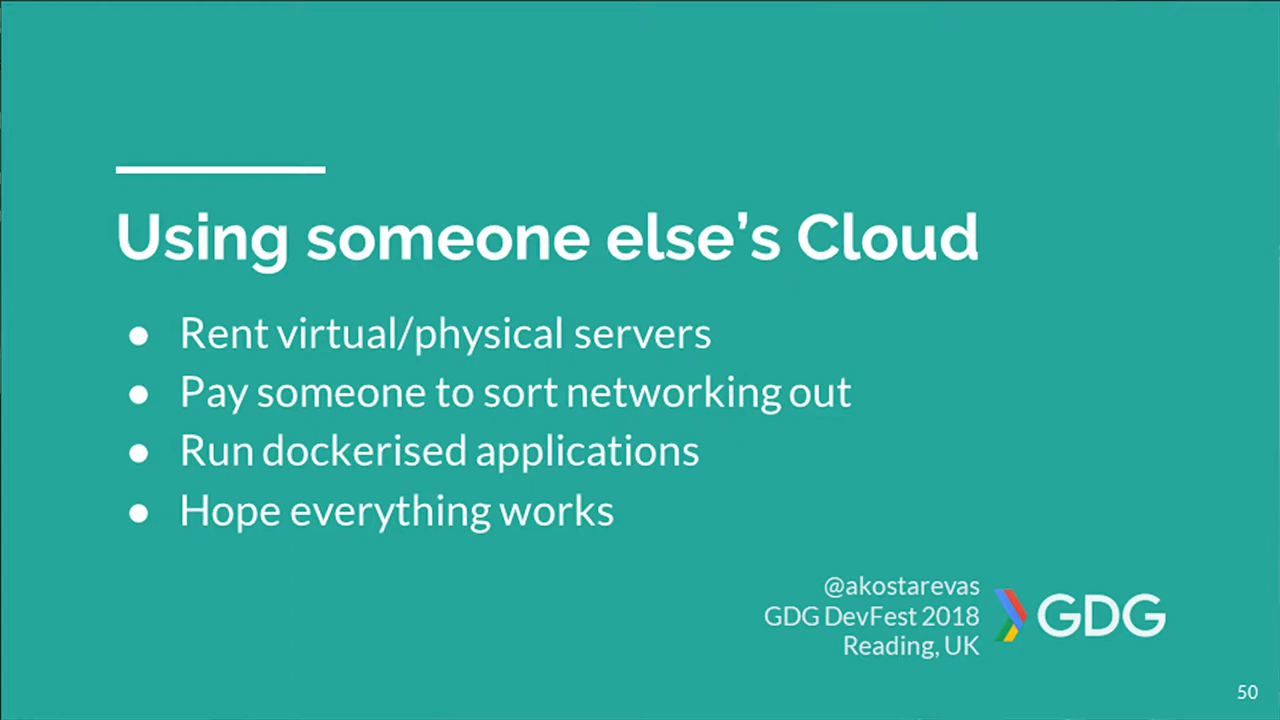 Using someone else’s Cloud
● Rent virtual/physical servers
● Pay someone to sort networking out
● Run dockerised applications
● Hope everything works
@akostarevas
GDG DevFest 2018
Reading, UK
GDG
50